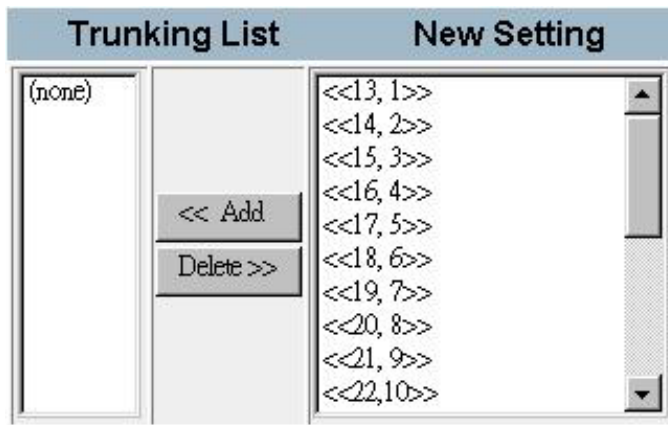 Trunking List New Setting
(none)
<< Add
Delete >>
<<13, 1>>
<<14, 2>>
<<15, 3>>
<<16, 4>>
<<17, 5>>
<<18, 6>>
<<19, 7>>
<<20, 8>>
<<21, 9>>
<<22,10>>